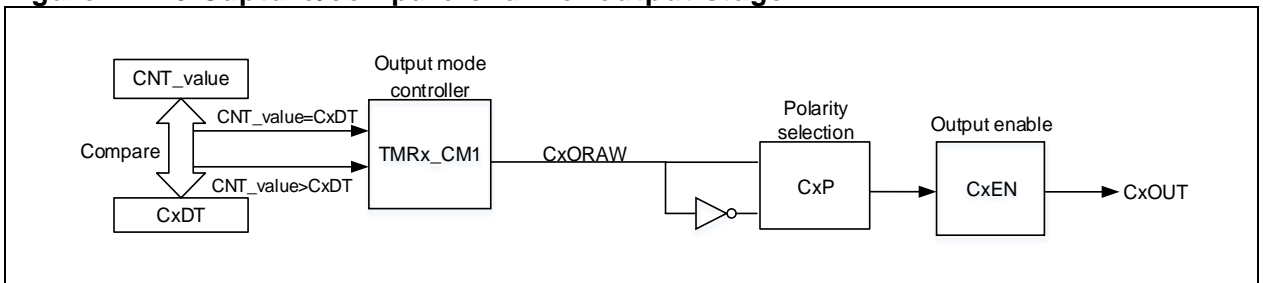 CNT_value
CxDT
Compare
CNT_value=CxDT
CNT_value>CxDT
Output mode
controller
TMRx_CM1
CxORAW
Polarity
selection
CxP
Output enable
CxEN
CxOUT